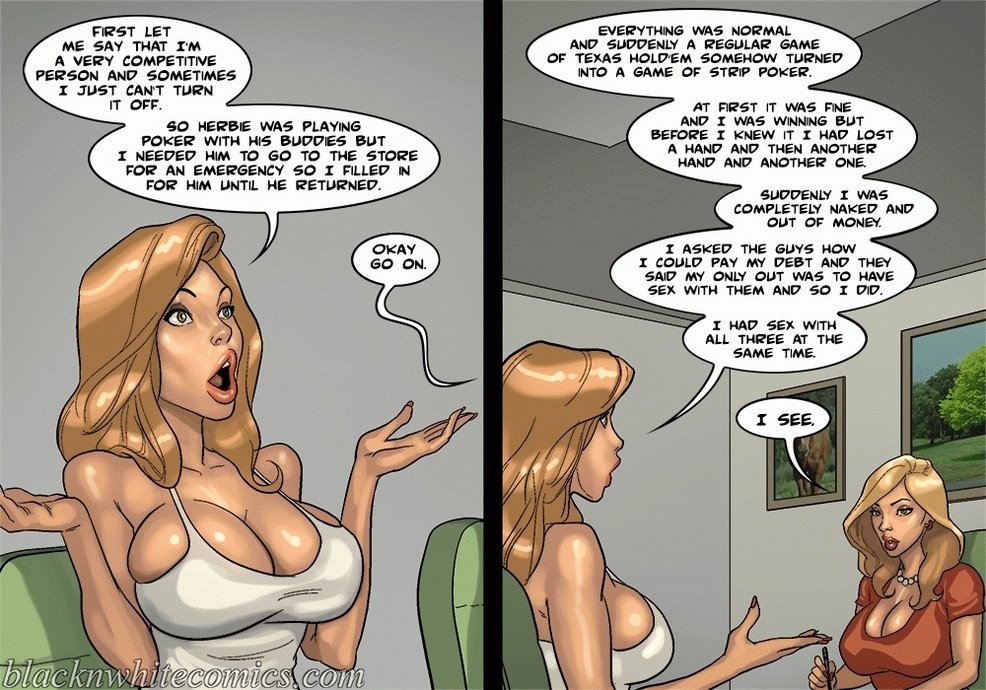 FIRST LET
ME SAY THAT I'M
A VERY COMPETITIVE
PERSON AND SOMETIMES
I JUST CAN'T TURN
IT OFF.
SO HERBIE WAS PLAYING
POKER WITH HIS BUDDIES BUT
I NEEDED HIM TO GO TO THE STORE
FOR AN EMERGENCY SO I FILLED IN
FOR HIM UNTIL HE RETURNED.
OKAY
GO ON.
EVERYTHING WAS NORMAL
AND SUDDENLY A REGULAR GAME
OF TEXAS HOLD'EM SOMEHOW TURNED
INTO A GAME OF STRIP POKER.
AT FIRST IT WAS FINE
AND I WAS WINNING BUT
BEFORE I KNEW IT I HAD LOST
A HAND AND THEN ANOTHER
HAND AND ANOTHER ONE.
SUDDENLY I WAS
COMPLETELY NAKED AND
OUT OF MONEY.
I ASKED THE GUYS HOW
I COULD PAY MY DEBT AND THEY
SAID MY ONLY OUT WAS TO HAVE
SEX WITH THEM AND SO I DID.
I HAD SEX WITH
ALL THREE AT THE
SAME TIME.
I SEE.
blacknwhitecomics.com